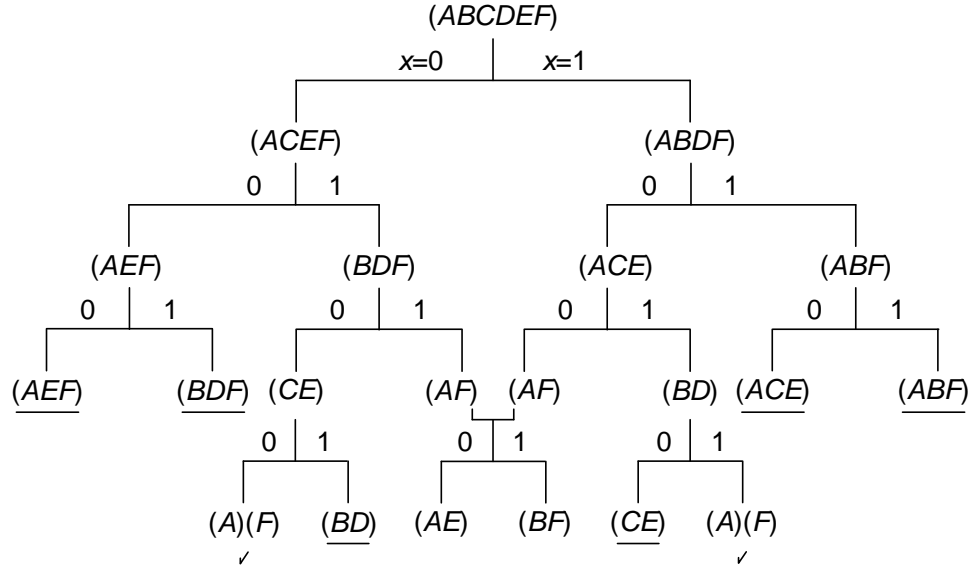 (ABCDEF)
x=0 x=1
(ACEF) (ABDF)
0 1 0 1
(AEF) (BDF) (ACE) (ABF)
0 1 0 1 0 1 0 1
(AEF) (BDF) (CE) (AF) (AF) (BD) (ACE) (ABF)
0 1 0 1 0 1
(A)(F) (BD) (AE) (BF) (CE) (A)(F)
✓ ✓